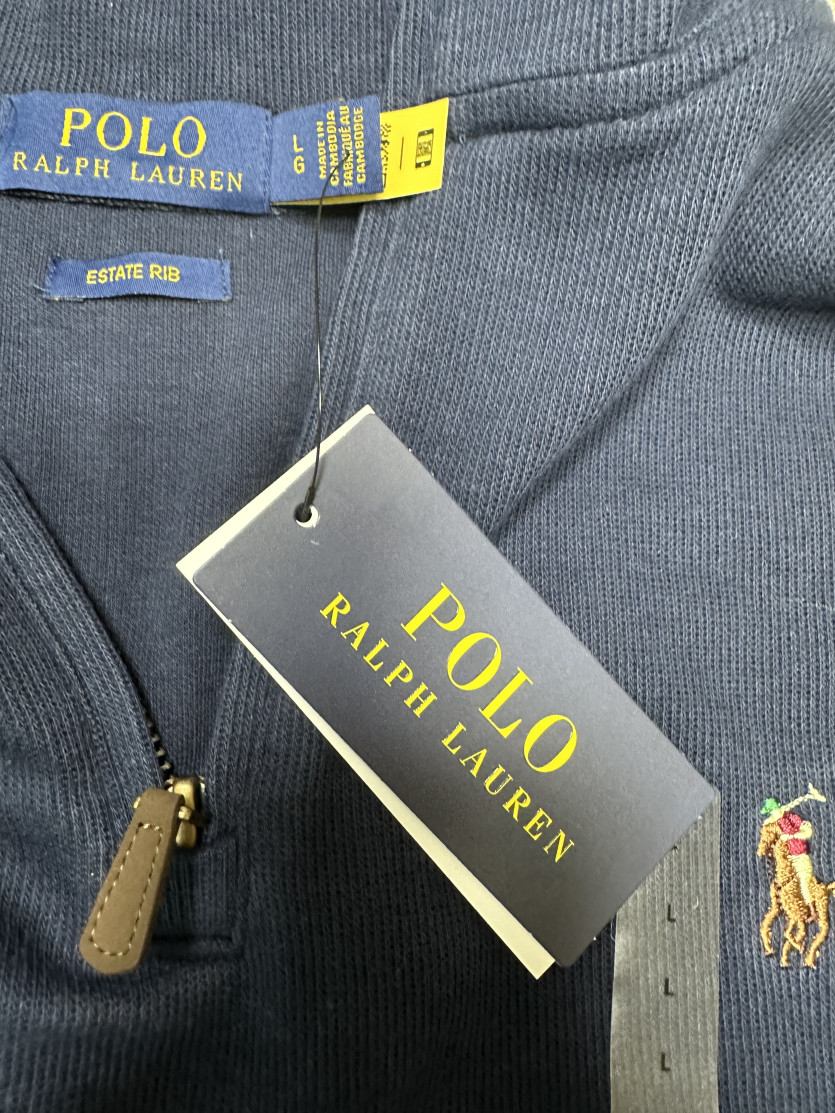 POLO
RALPH LAUREN
L
G
MADE IN
CAMBODIA
FABRIQUÉ AU
CAMBODGE
ESTATE RIB
POLO
RALPH LAUREN
L
L
L